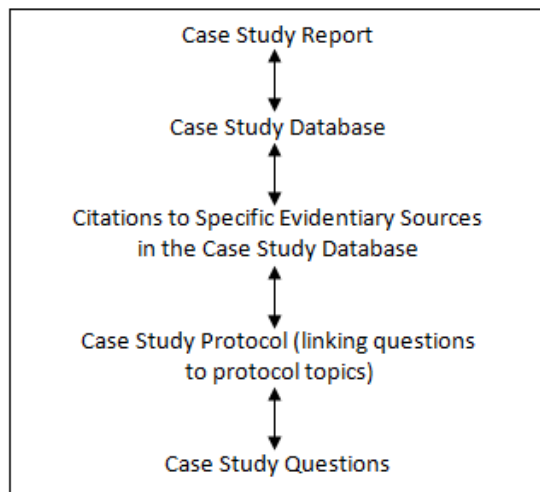 Case Study Report
Case Study Database
Citations to Specific Evidentiary Sources
in the Case Study Database
Case Study Protocol (linking questions
to protocol topics)
Case Study Questions